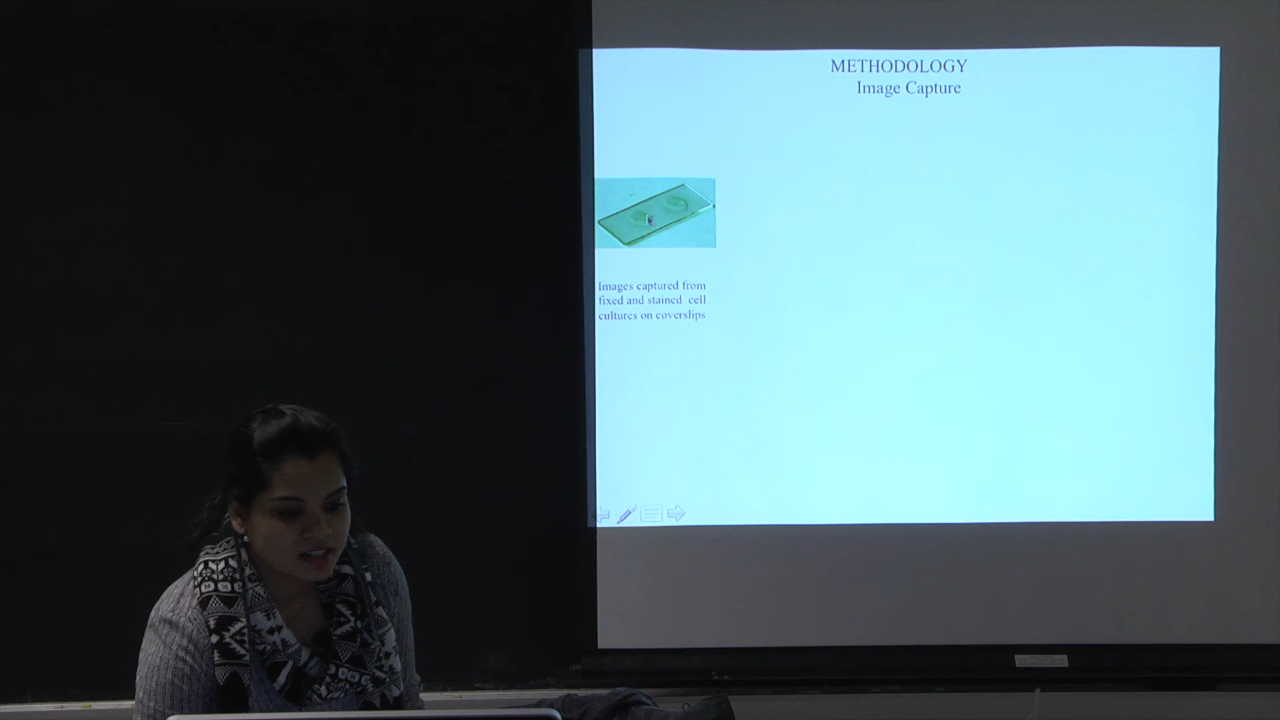 METHODOLOGY
Image Capture
Images captured from
fixed and stained cell
cultures on coverslips